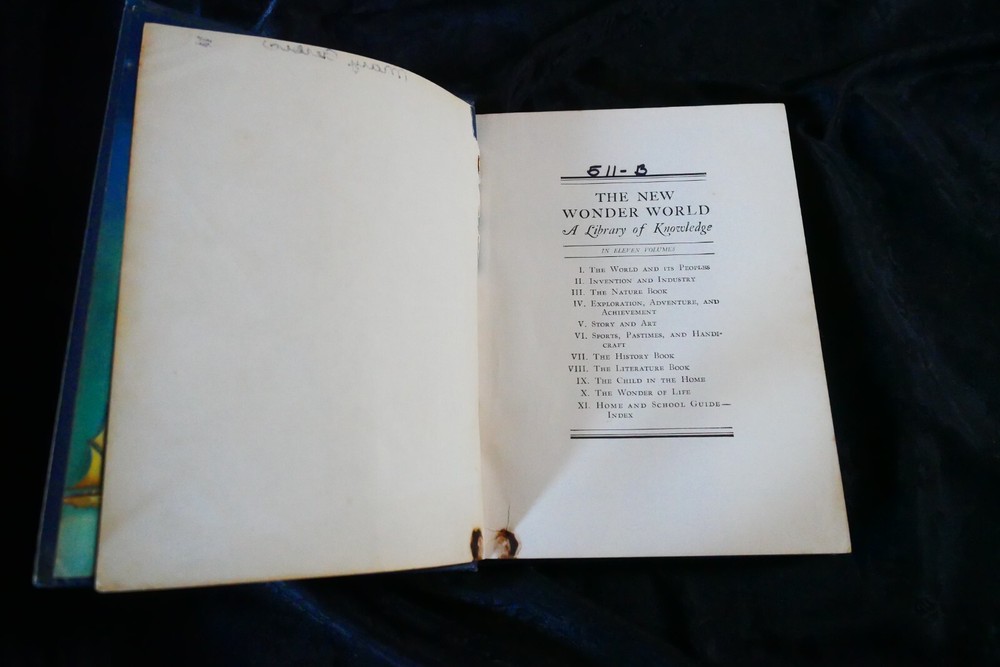 511-B
THE NEW
WONDER WORLD
A Library of Knowledge
IN ELEVEN VOLUMES
I. THE WORLD AND ITS PEOPLES
II. INVENTION AND INDUSTRY
III. THE NATURE BOOK
IV. EXPLORATION, ADVENTURE, AND
ACHIEVEMENT
V. STORY AND ART
VI. SPORTS, PASTIMES, AND HANDI-
CRAFT
VII. THE HISTORY BOOK
VIII. THE LITERATURE BOOK
IX. THE CHILD IN THE HOME
X. THE WONDER OF LIFE
XI. HOME AND SCHOOL GUIDE—
INDEX